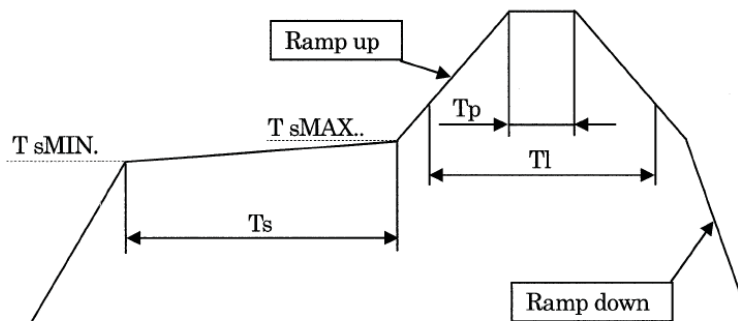 Ramp up
T sMAX..
Tp
T sMIN.
Tl
Ts
Ramp down